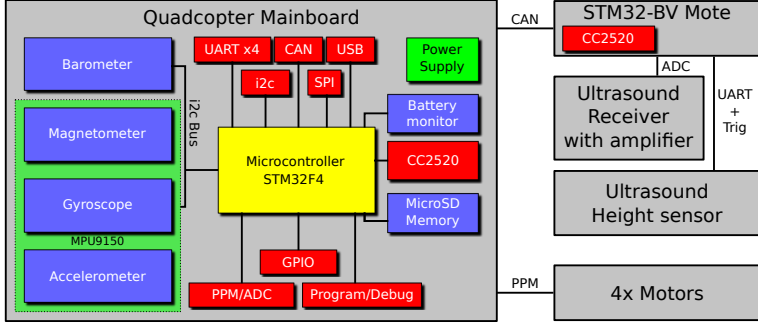 Quadcopter Mainboard
Barometer
Magnetometer
Gyroscope
MPU9150
Accelerometer
i2c Bus
UART x4
CAN
USB
i2c
SPI
Power
Supply
Microcontroller
STM32F4
Battery
monitor
CC2520
MicroSD
Memory
GPIO
PPM/ADC
Program/Debug
CAN
PPM
STM32-BV Mote
CC2520
ADC
UART
+
Trig
Ultrasound
Receiver
with amplifier
Ultrasound
Height sensor
4x Motors